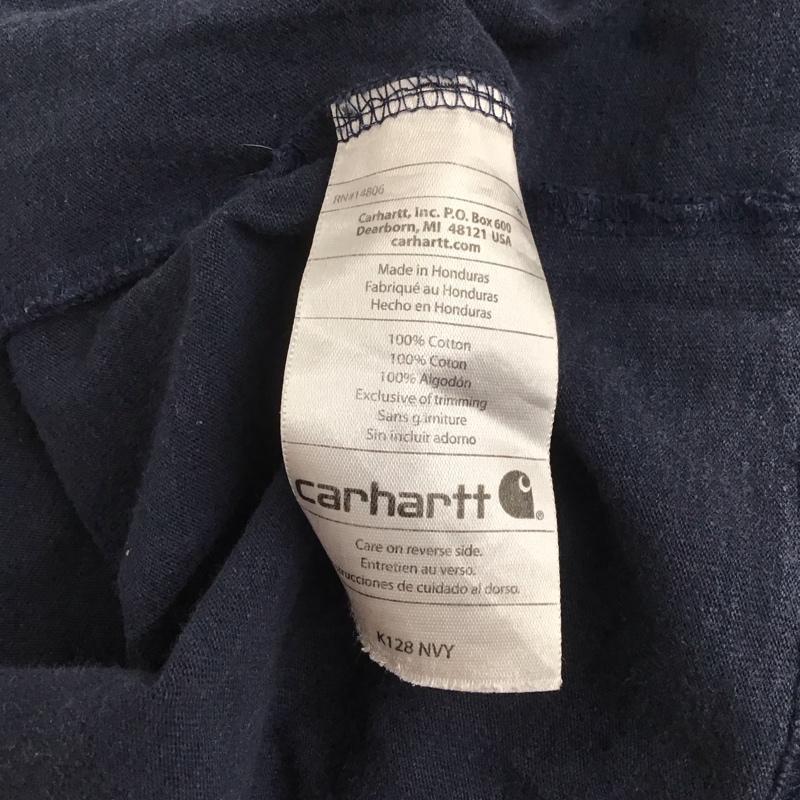 RN#14806
Carhartt, Inc. P.O. Box 600
Dearborn, MI 48121 USA
carhartt.com
Made in Honduras
Fabriqué au Honduras
Hecho en Honduras
100% Cotton
100% Coton
100% Algodón
Exclusive of trimming
Sans garniture
Sin incluir adorno
carhartt
Care on reverse side.
Entretien au verso.
de cuidado al dorso.
K128 NVY